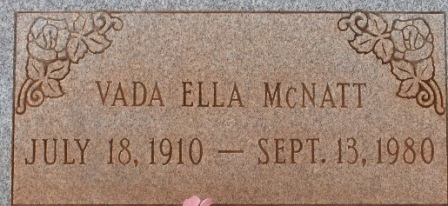 VADA ELLA McNATT
JULY 18, 1910 — SEPT. 13, 1980